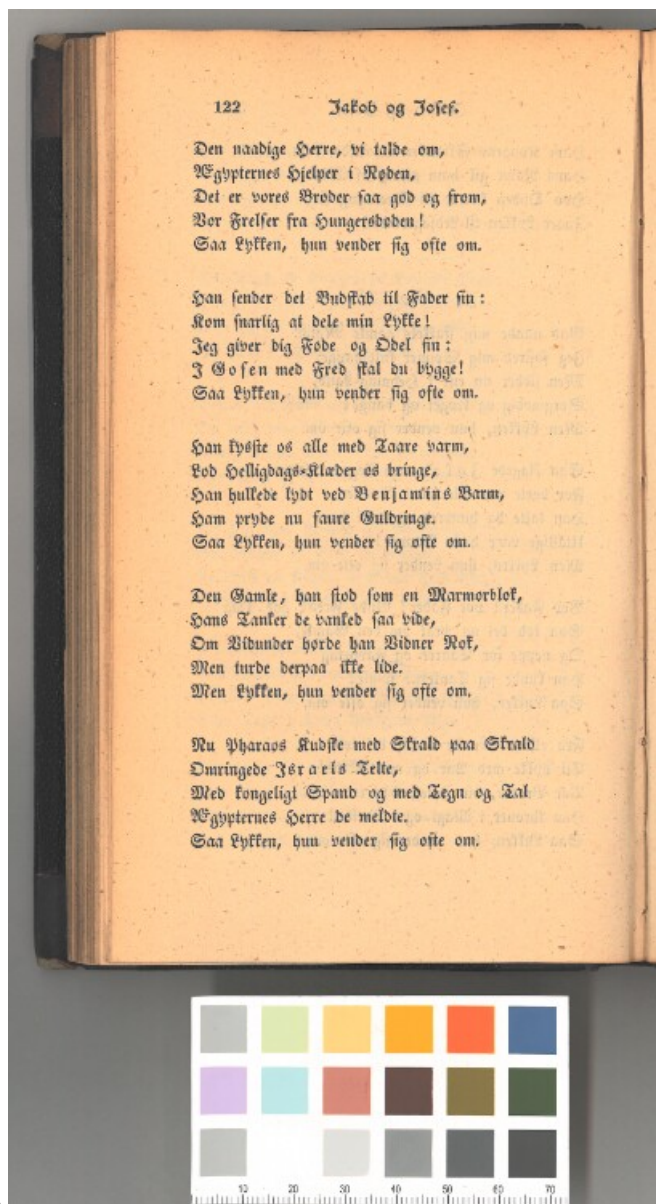 122 Jakob og Josef.
Den naadige Herre, vi talde om,
Ægypternes Hjelper i Nøden,
Det er vores Broder saa god og from,
Vor Frelser fra Hungersdøden!
Saa Lykken, hun vender sig ofte om.
Han sender det Budskab til Fader sin:
Kom snarlig at dele min Lykke!
Jeg giver dig Føde og Odel fin:
I Gosen med Fred skal du bygge!
Saa Lykken, hun vender sig ofte om.
Han kysste os alle med Taare varm,
Lod Helligdags-Klæder os bringe,
Han hulkede lydt ved Benjamins Barm,
Ham pryde nu faure Guldringe.
Saa Lykken, hun vender sig ofte om.
Den Gamle, han stod som en Marmorblok,
Hans Tanker de vanked saa vide,
Om Vidunder hørde han Vidner Nok,
Men turde derpaa ikke lide.
Men Lykken, hun vender sig ofte om.
Nu Pharaos Kudske med Skrald paa Skrald
Omringede Israels Telte,
Med kongeligt Spand og med Tegn og Tal
Ægypternes Herre de meldte.
Saa Lykken, hun vender sig ofte om.
10 20 30 40 50 60 70